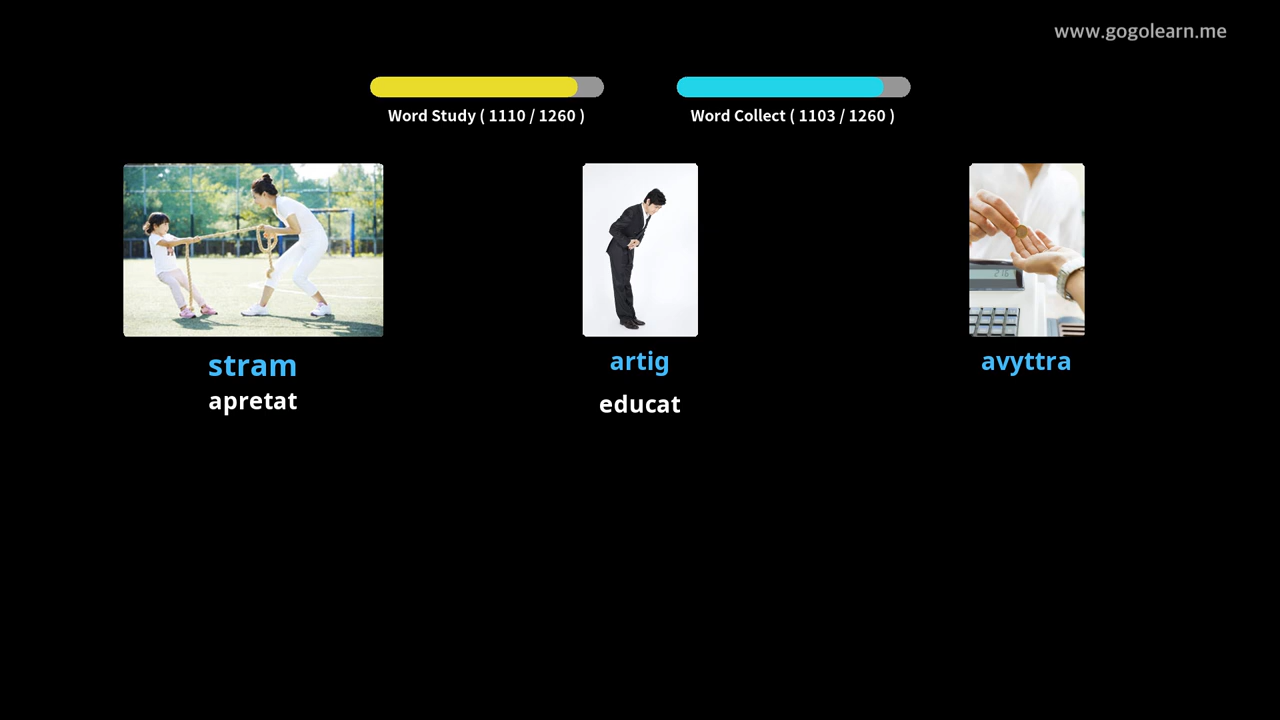 www.gogolearn.me
Word Study ( 1110 / 1260 )
Word Collect ( 1103 / 1260 )
stram
apretat
artig
educat
avyttra